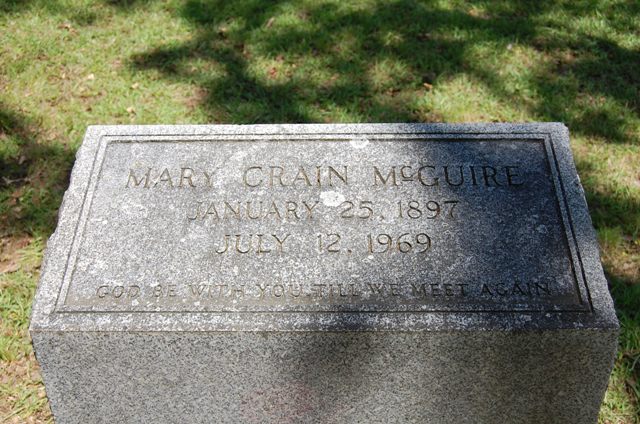 MARY CRAIN McGUIRE
JANUARY 25, 1897
JULY 12, 1969
GOD BE WITH YOU TILL WE MEET AGAIN